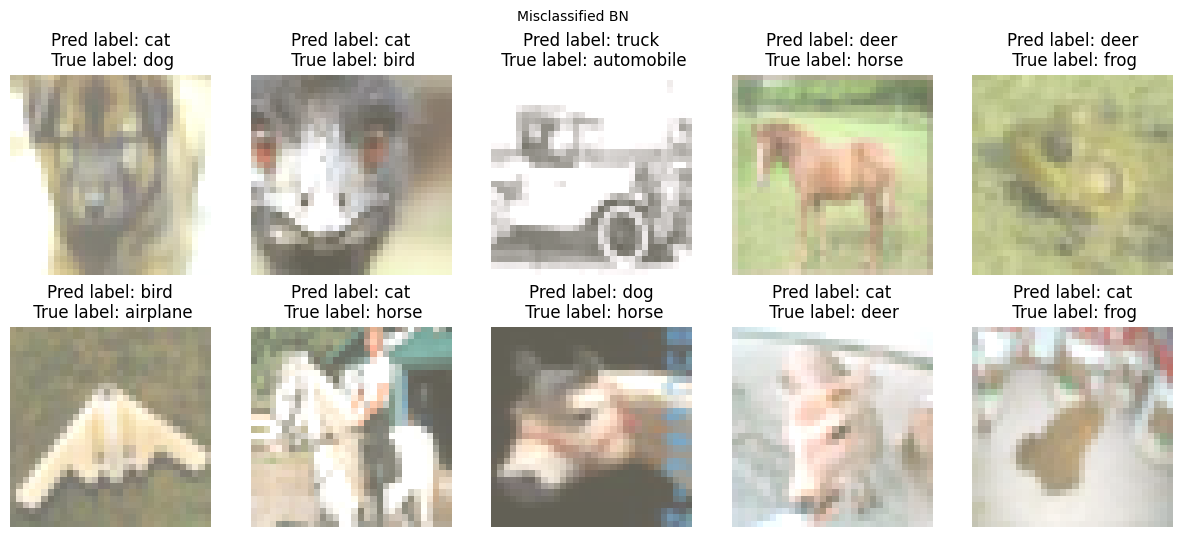 Misclassified BN
Pred label: cat
True label: dog
Pred label: cat
True label: bird
Pred label: truck
True label: automobile
Pred label: deer
True label: horse
Pred label: deer
True label: frog
Pred label: bird
True label: airplane
Pred label: cat
True label: horse
Pred label: dog
True label: horse
Pred label: cat
True label: deer
Pred label: cat
True label: frog